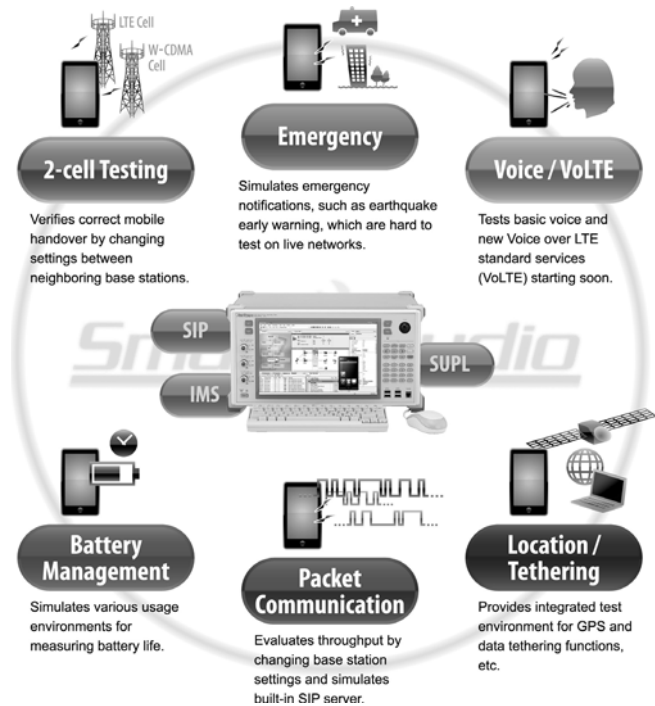 LTE Cell
W-CDMA
Cell
2-cell Testing
Verifies correct mobile
handover by changing
settings between
neighboring base stations.
Emergency
Simulates emergency
notifications, such as earthquake
early warning, which are hard to
test on live networks.
Voice / VoLTE
Tests basic voice and
new Voice over LTE
standard services
(VoLTE) starting soon.
SIP
IMS
SUPL
Battery
Management
Simulates various usage
environments for
measuring battery life.
Packet
Communication
Evaluates throughput by
changing base station
settings and simulates
built-in SIP server.
Location /
Tethering
Provides integrated test
environment for GPS and
data tethering functions,
etc.